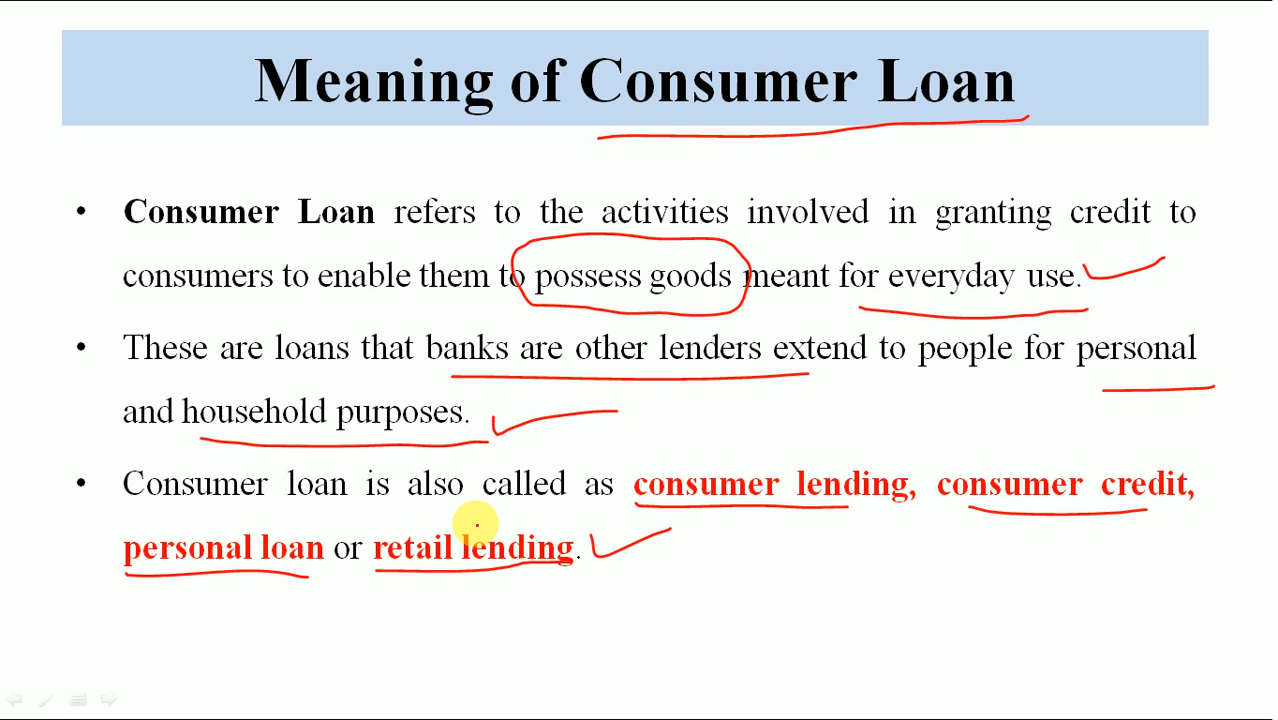 Meaning of Consumer Loan
• Consumer Loan refers to the activities involved in granting credit to
consumers to enable them to possess goods meant for everyday use.
• These are loans that banks are other lenders extend to people for personal
and household purposes.
• Consumer loan is also called as consumer lending, consumer credit,
personal loan or retail lending.